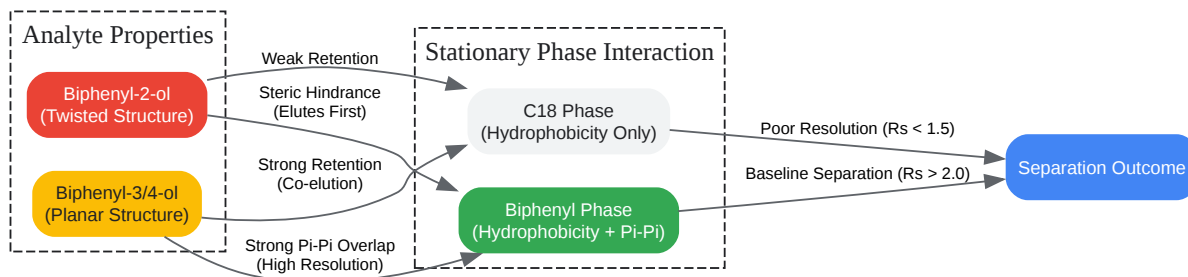 Analyte Properties
Biphenyl-2-ol
(Twisted Structure)
Biphenyl-3/4-ol
(Planar Structure)
Weak Retention
Steric Hindrance
(Elutes First)
Strong Retention
(Co-elution)
Strong Pi-Pi Overlap
(High Resolution)
Stationary Phase Interaction
C18 Phase
(Hydrophobicity Only)
Biphenyl Phase
(Hydrophobicity + Pi-Pi)
Poor Resolution (Rs < 1.5)
Baseline Separation (Rs > 2.0)
Separation Outcome